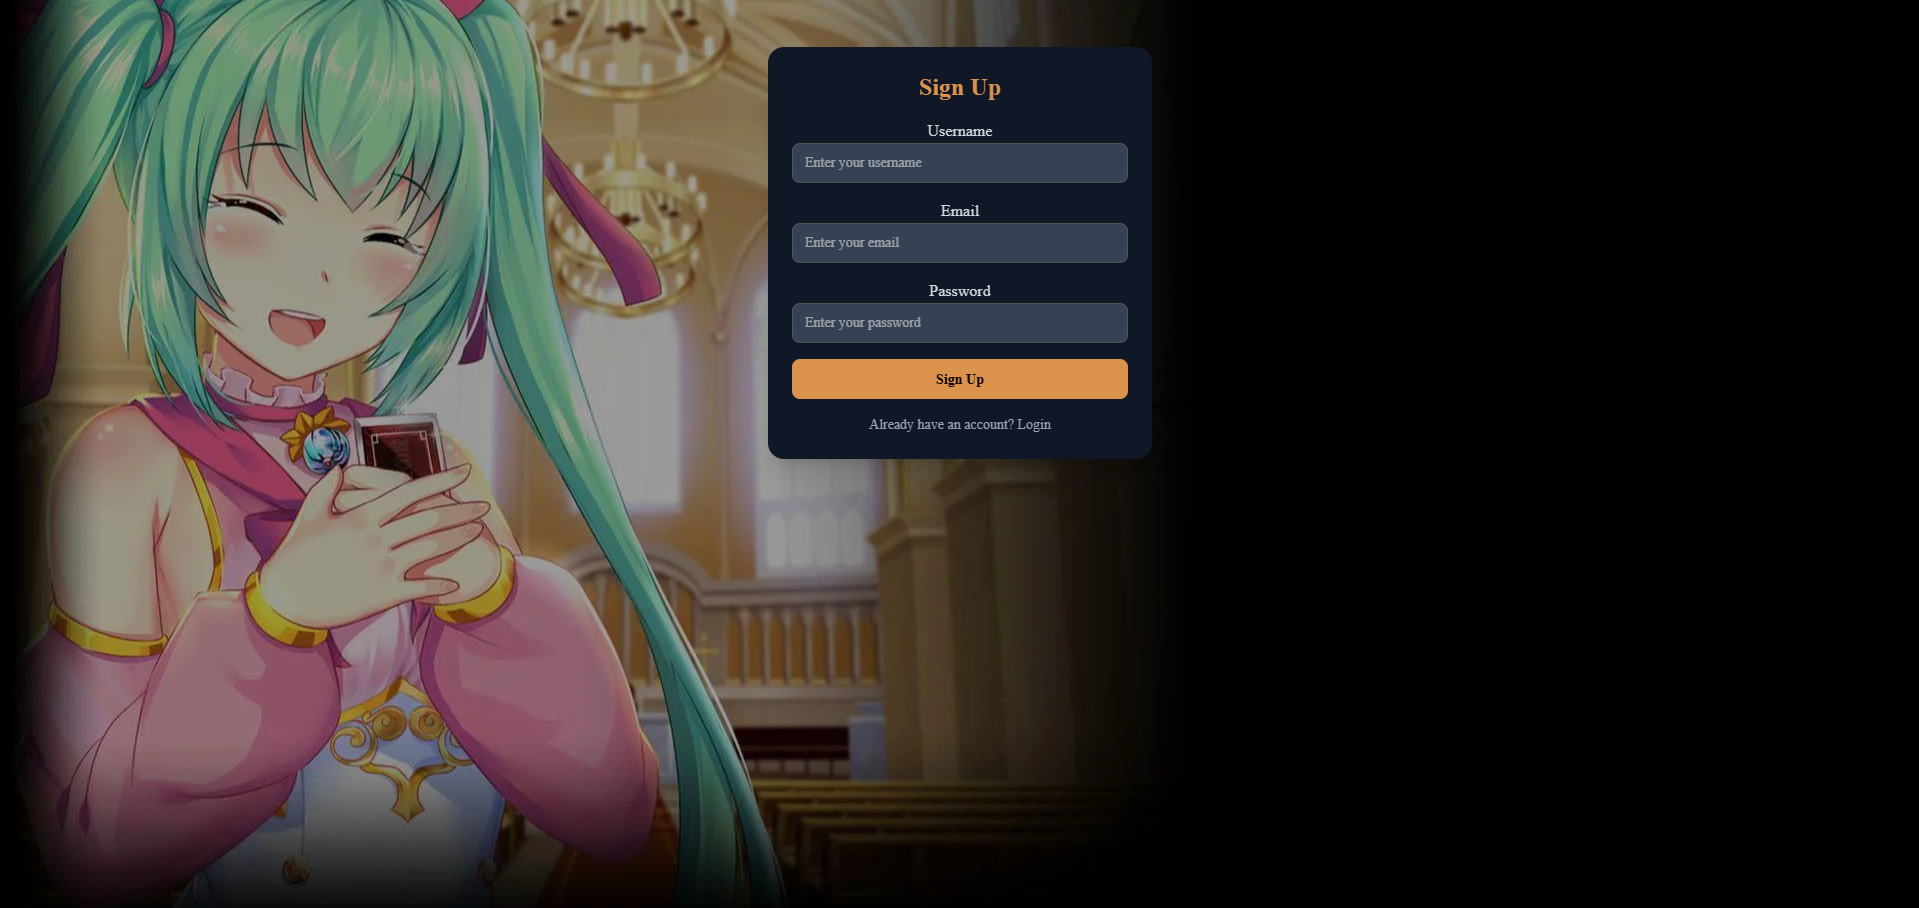 Sign Up
Username
Enter your username
Email
Enter your email
Password
Enter your password
Sign Up
Already have an account? Login